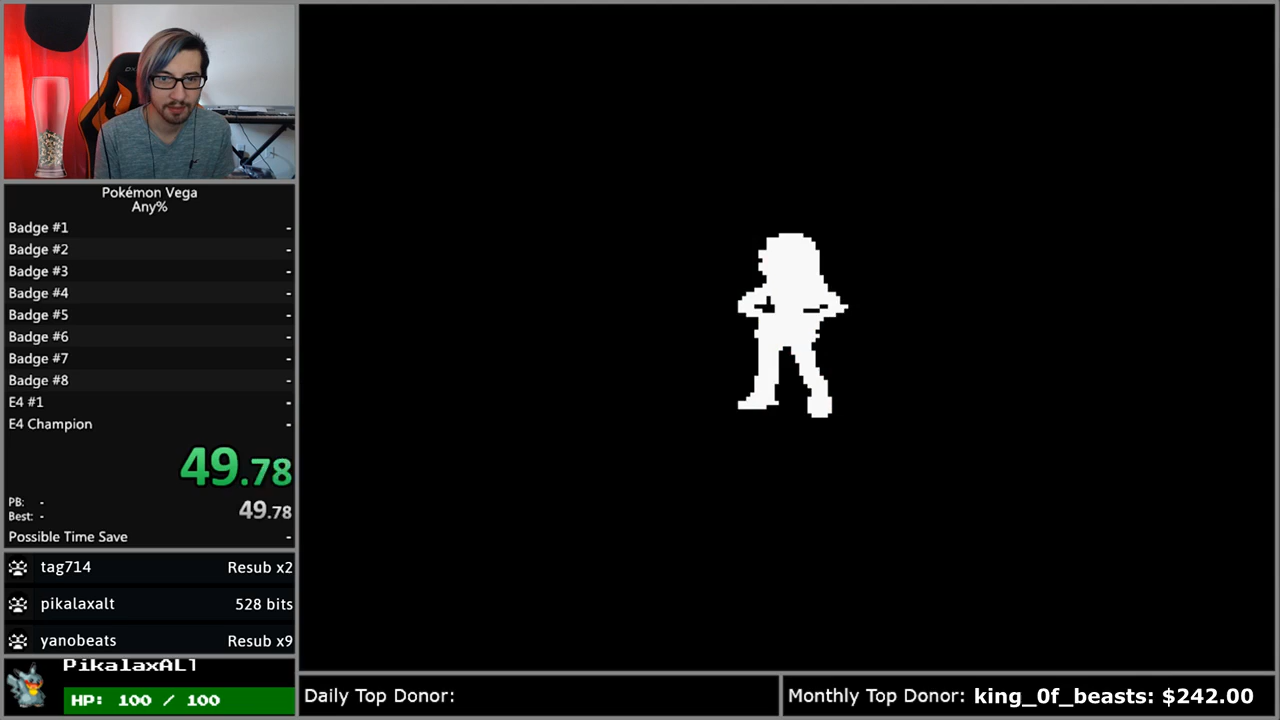 Pokémon Vega
Any%
Badge #1 -
Badge #2 -
Badge #3 -
Badge #4 -
Badge #5 -
Badge #6 -
Badge #7 -
Badge #8 -
E4 #1 -
E4 Champion -
49.78
PB: -
Best: - 49.78
Possible Time Save -
tag714 Resub x2
pikalaxalt 528 bits
yanobeats Resub x9
PikalaxALT
HP: 100 / 100
Daily Top Donor:
Monthly Top Donor: king_0f_beasts: $242.00